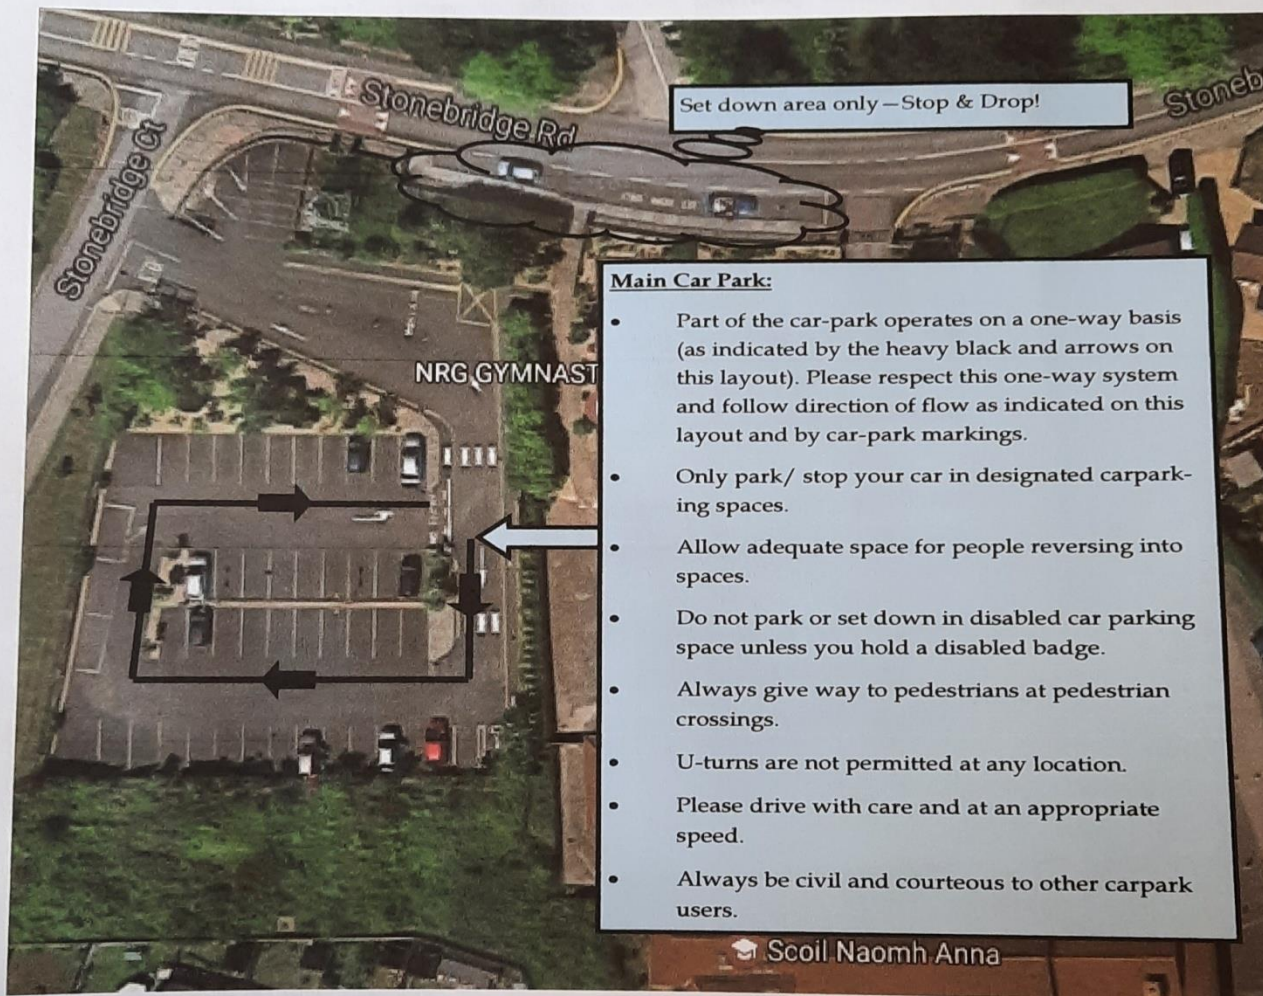 Stonebridge Rd
Set down area only—Stop & Drop!
Stoneb
Stonebridge Ct
Main Car Park:
• Part of the car-park operates on a one-way basis
(as indicated by the heavy black and arrows on
this layout). Please respect this one-way system
and follow direction of flow as indicated on this
layout and by car-park markings.
• Only park/ stop your car in designated carpark-
ing spaces.
• Allow adequate space for people reversing into
spaces.
• Do not park or set down in disabled car parking
space unless you hold a disabled badge.
• Always give way to pedestrians at pedestrian
crossings.
• U-turns are not permitted at any location.
• Please drive with care and at an appropriate
speed.
• Always be civil and courteous to other carpark
users.
NRG GYMNAST
Scoil Naomh Anna